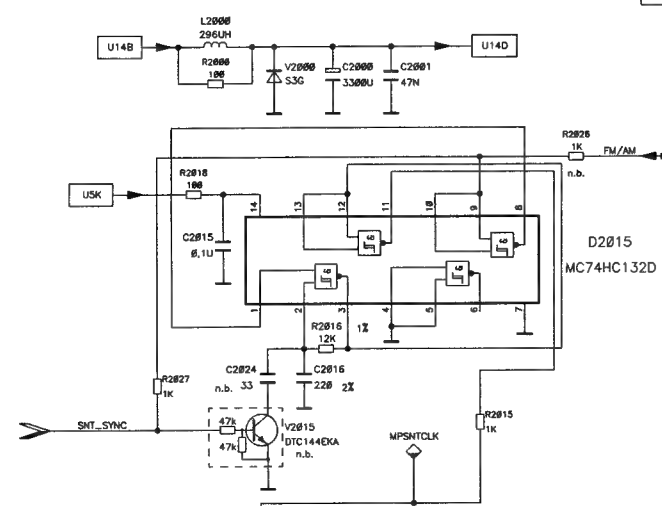 L2000
296UH
U14B
U14D
R2000
100
V2000
S3G
C2000
3300U
C2001
47N
R2026
1K
FM/AM
n.b.
R2018
100
U5K
14
13
12
11
10
9
8
&
&
D2015
MC74HC132D
C2015
0,1U
&
&
1
2
3
4
5
6
7
R2016
12K
1%
C2024
n.b. 33
C2016
220 2%
R2027
1K
R2015
1K
SNT_SYNC
47k
47k
V2015
DTC144EKA
n.b.
MPSNTCLK